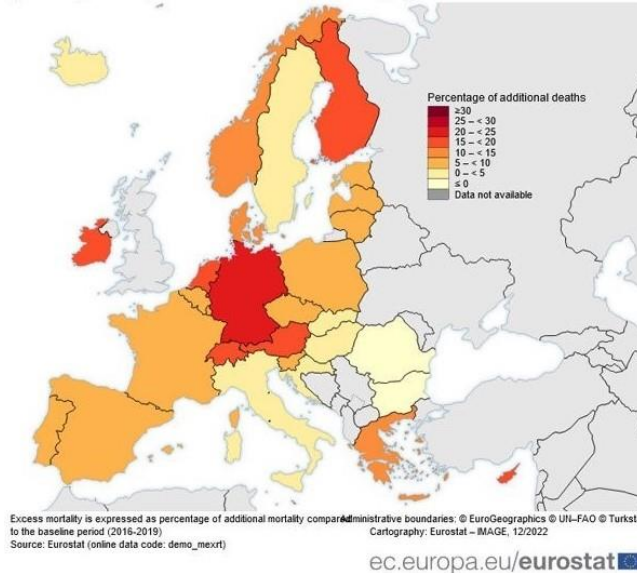 Percentage of additional deaths
≥30
25 – < 30
20 – < 25
15 – < 20
10 – < 15
5 – < 10
0 – < 5
≤ 0
Data not available
Excess mortality is expressed as percentage of additional mortality compared
to the baseline period (2016-2019)
Source: Eurostat (online data code: demo_mexrt)
Administrative boundaries: © EuroGeographics © UN–FAO © Turkst
Cartography: Eurostat – IMAGE, 12/2022
ec.europa.eu/eurostat